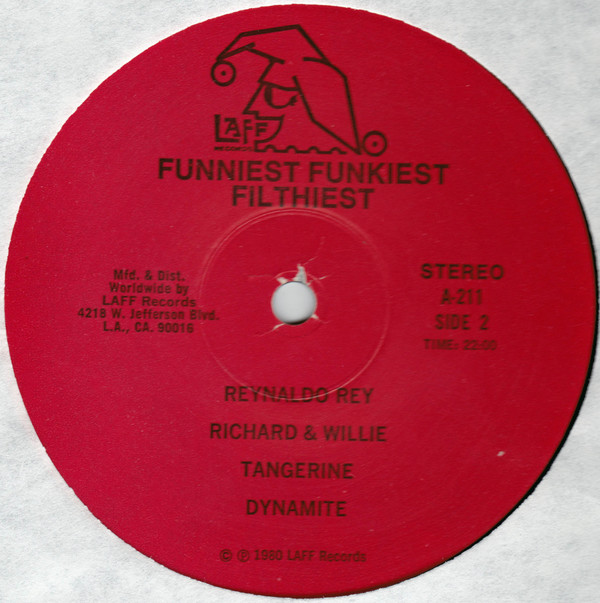 LAFF
RECORDS
FUNNIEST FUNKIEST
FILTHIEST
Mfd. & Dist.
Worldwide by
LAFF Records
4218 W. Jefferson Blvd.
L.A., CA. 90016
STEREO
A-211
SIDE 2
TIME: 22:00
REYNALDO REY
RICHARD & WILLIE
TANGERINE
DYNAMITE
© ℗ 1980 LAFF Records